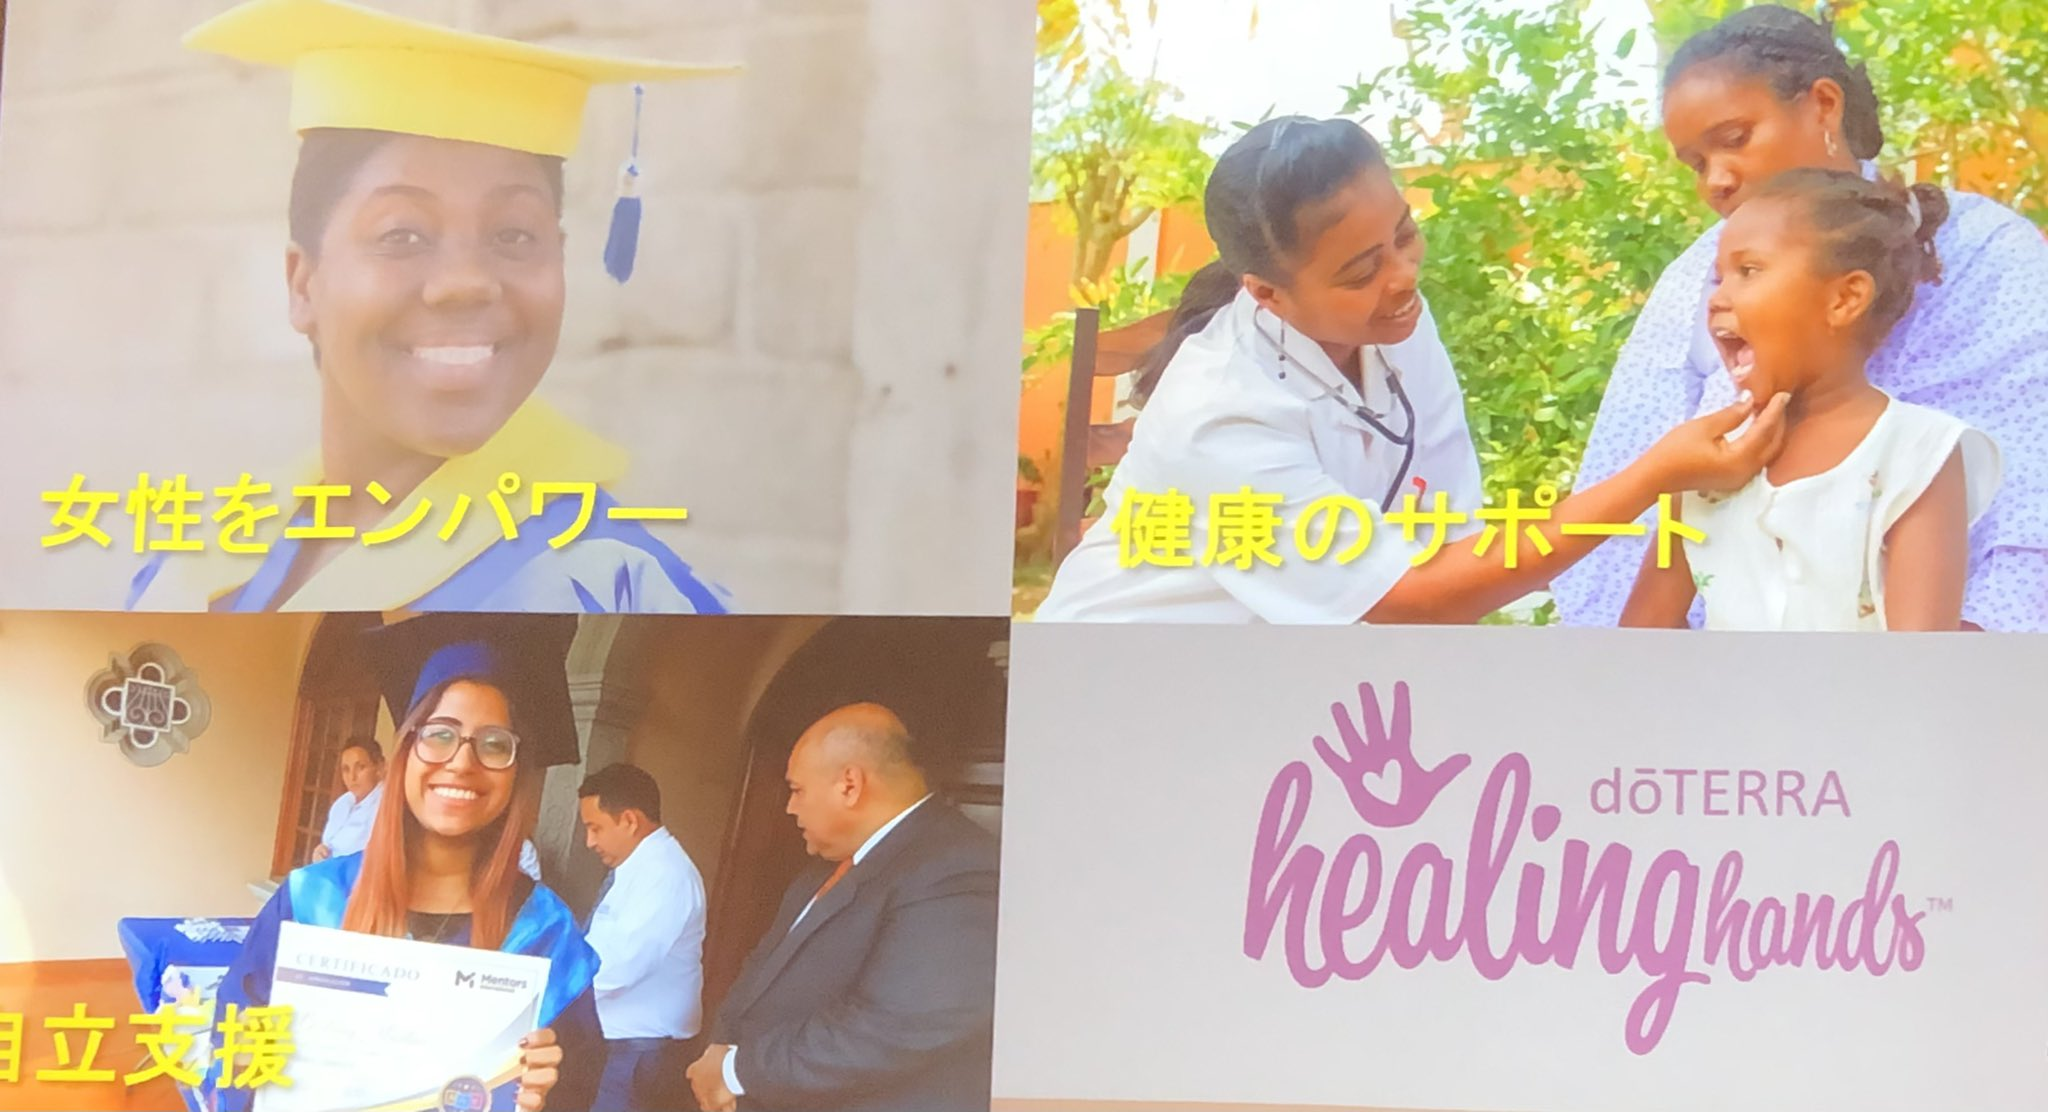 女性をエンパワー
健康のサポート
CERTIFICADO
Mentors
自立支援
dōTERRA
healing hands™